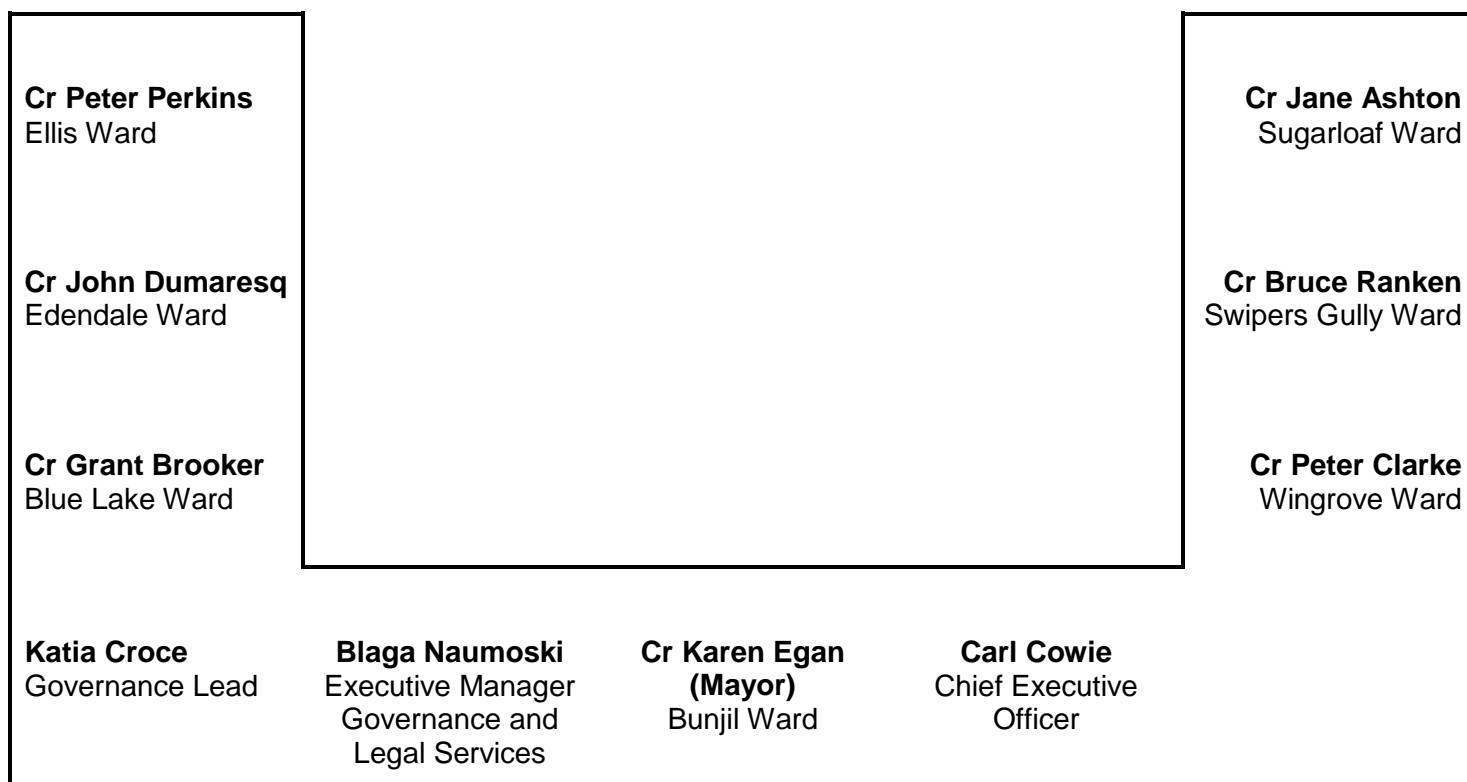 Cr Peter Perkins
Ellis Ward
Cr Jane Ashton
Sugarloaf Ward
Cr John Dumaresq
Edendale Ward
Cr Bruce Ranken
Swipers Gully Ward
Cr Grant Brooker
Blue Lake Ward
Cr Peter Clarke
Wingrove Ward
Katia Croce
Governance Lead
Blaga Naumoski
Executive Manager
Governance and
Legal Services
Cr Karen Egan
(Mayor)
Bunjil Ward
Carl Cowie
Chief Executive
Officer